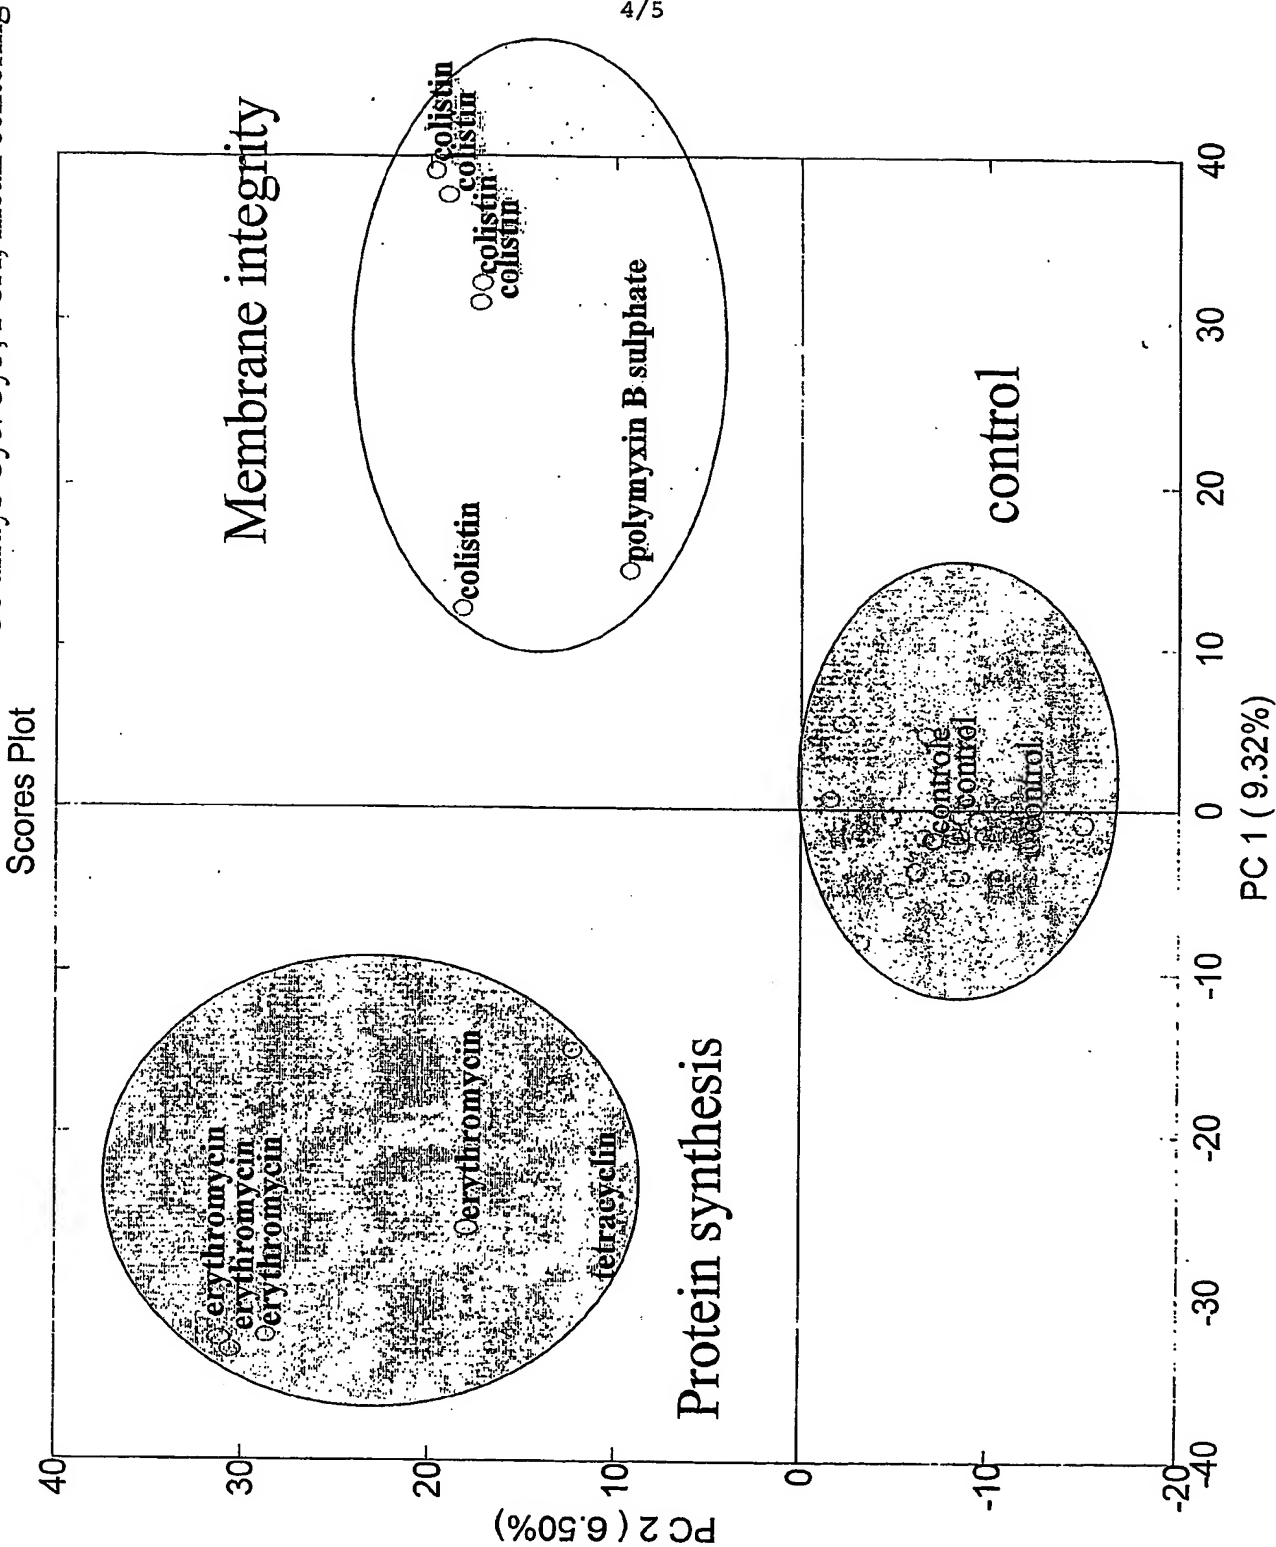 4/5
Scores Plot
Membrane integrity
colistin
colistin
colistin
colistin
colistin
polymyxin B sulphate
control
controle
control
control
erythromycin
erythromycin
erythromycin
erythromycin
tetracyclin
Protein synthesis
40
30
20
10
0
-10
-20
PC 2 ( 6.50%)
-40
-30
-20
-10
0
10
20
30
40
PC 1 ( 9.32%)